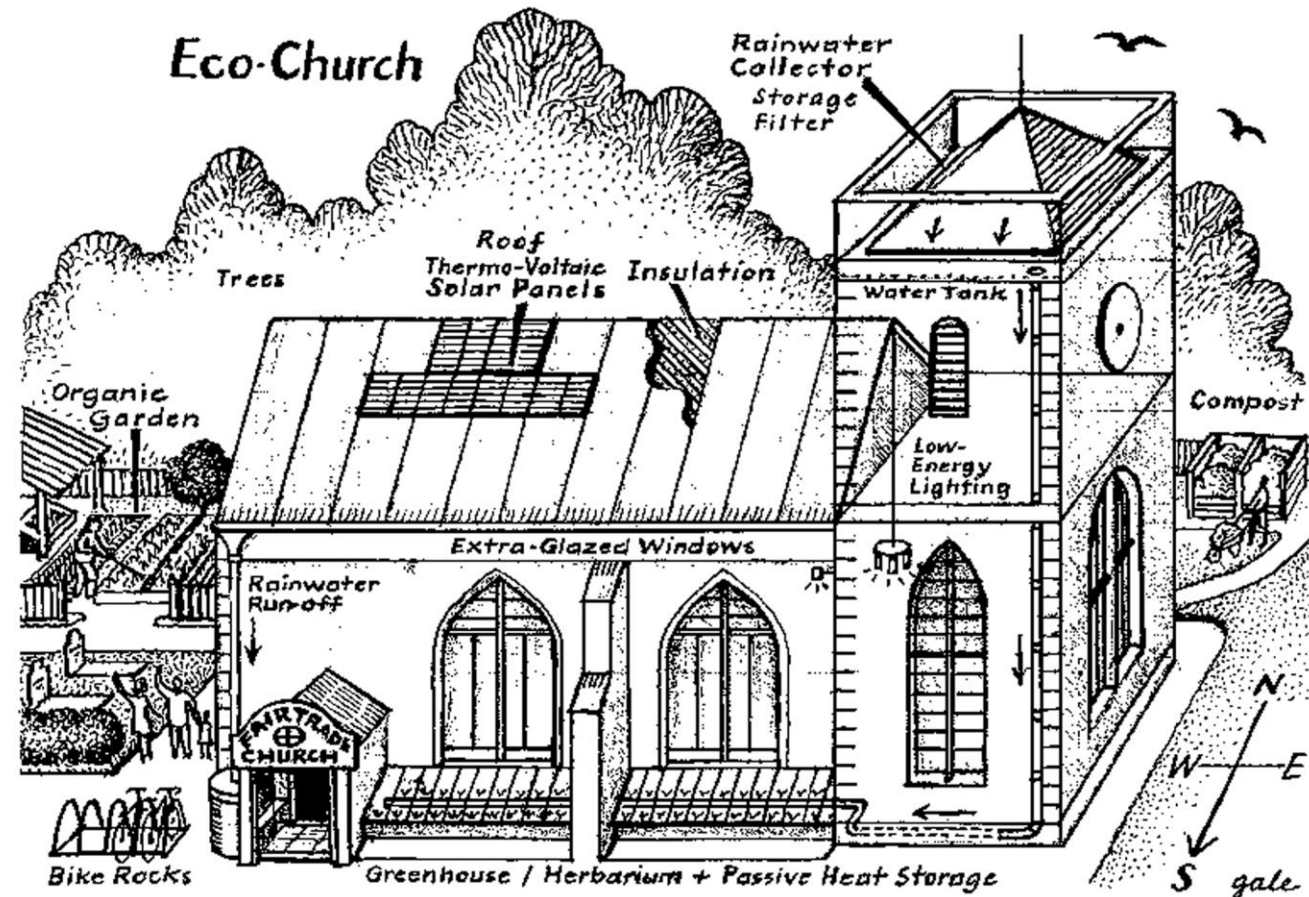 Eco-Church
Rainwater
Collector
Storage
Filter
Roof
Thermo-Voltaic
Solar Panels
Insulation
Trees
Water Tank
Organic
Garden
Compost
Low-
Energy
Lighting
Extra-Glazed Windows
Rainwater
Run-off
FAIRTRADE
CHURCH
N
W E
S
Bike Rocks
Greenhouse / Herbarium + Passive Heat Storage
gale